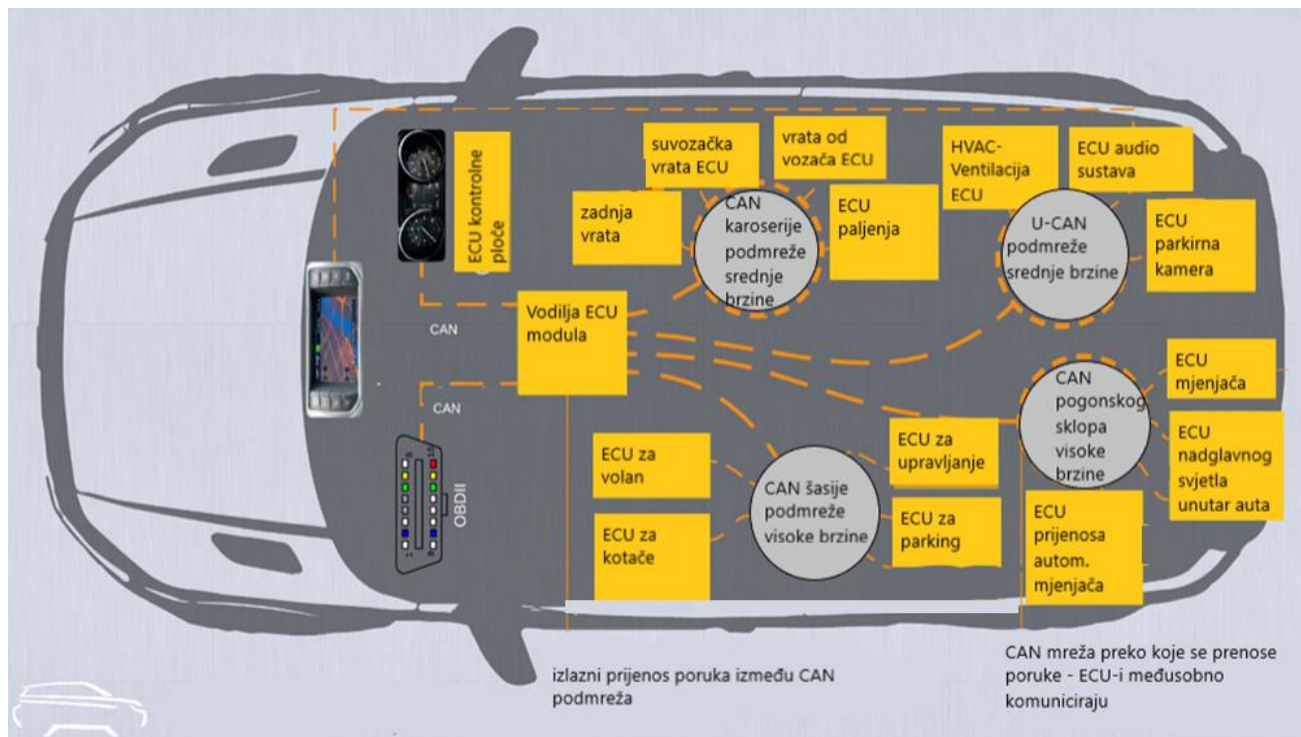 ECU kontrolne
ploče
suvozačka
vrata ECU
vrata od
vozača ECU
zadnja
vrata
CAN
karoserije
podmreže
srednje
brzine
ECU
paljenja
HVAC-
Ventilacija
ECU
ECU audio
sustava
U-CAN
podmreže
srednje brzine
ECU
parkirna
kamera
CAN
Vodilja ECU
modula
CAN
OBDII
8
16
1
9
ECU za
volan
ECU za
kotače
CAN šasije
podmreže
visoke brzine
ECU za
upravljanje
ECU za
parking
CAN
pogonskog
sklopa
visoke
brzine
ECU
mjenjača
ECU
nadglavnog
svjetla
unutar auta
ECU
prijenosa
autom.
mjenjača
izlazni prijenos poruka između CAN
podmreža
CAN mreža preko koje se prenose
poruke - ECU-i međusobno
komuniciraju